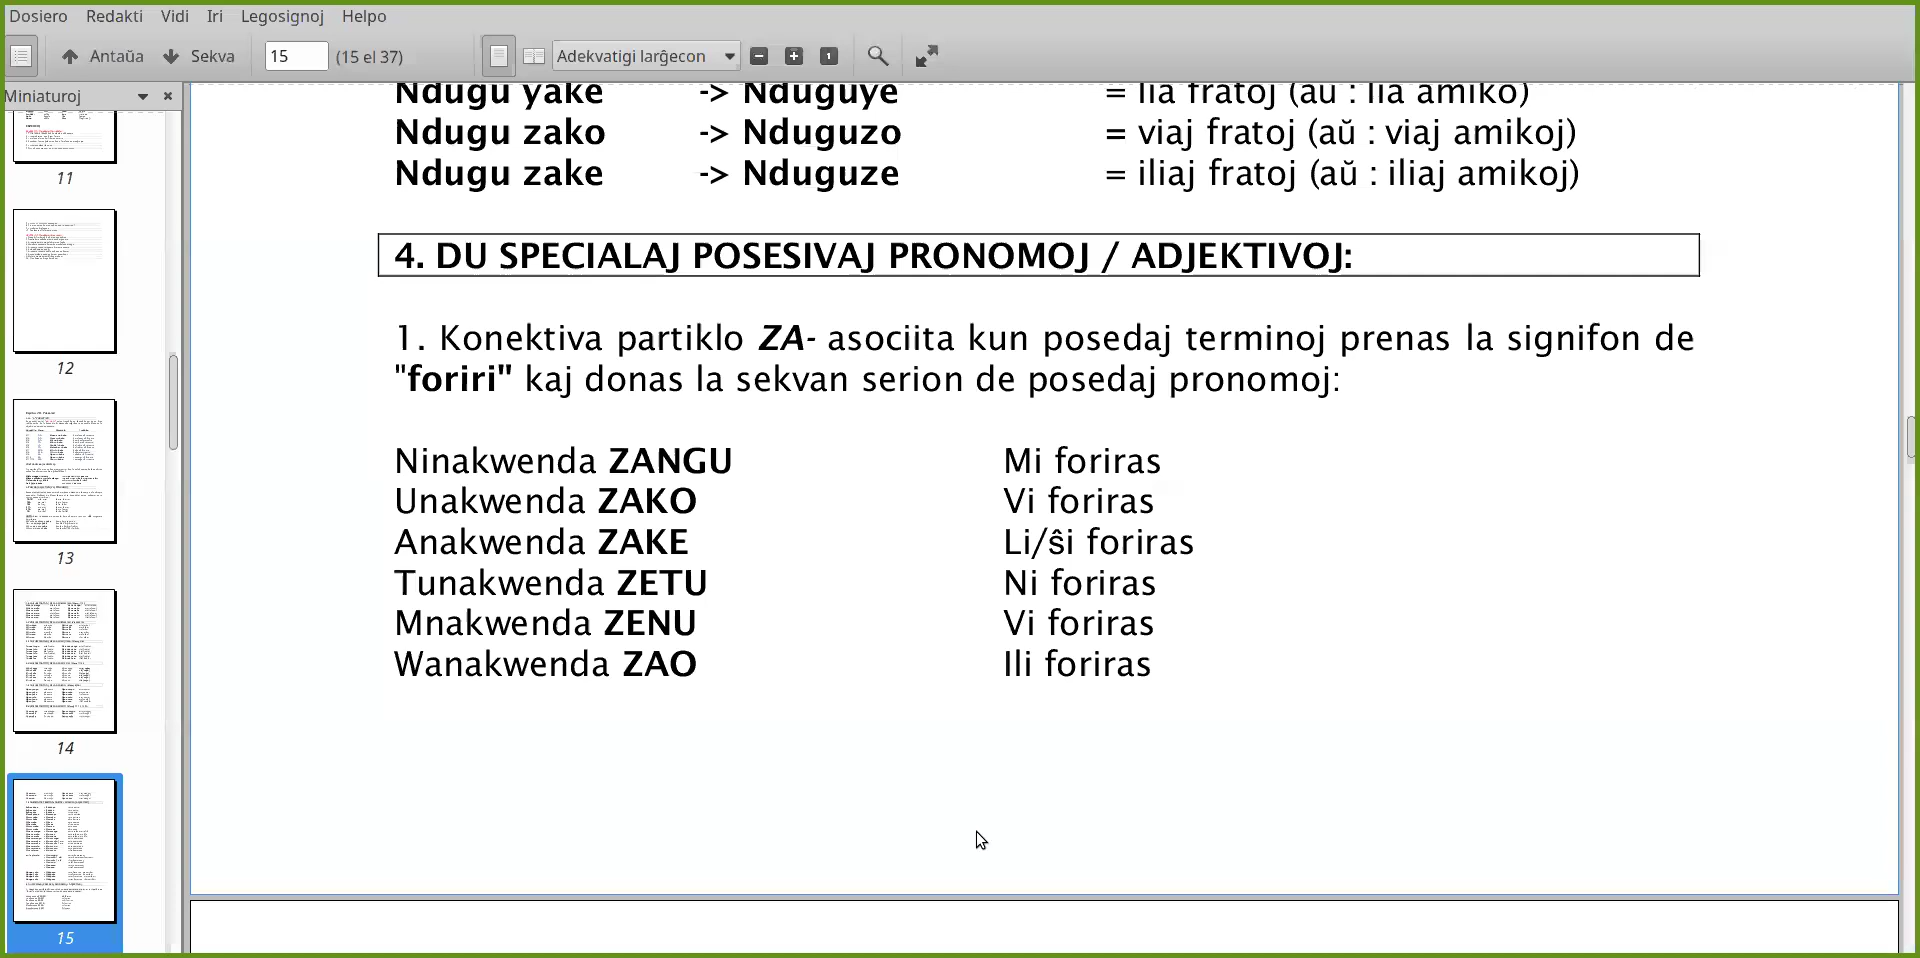 Dosiero Redakti Vidi Iri Legosignoj Helpo
Antaŭa Sekva 15 (15 el 37) Adekvatigi larĝecon
Miniaturoj
11
12
13
14
15
Ndugu yake -> Nduguye = lia fratoj (aŭ : lia amiko)
Ndugu zako -> Nduguzo = viaj fratoj (aŭ : viaj amikoj)
Ndugu zake -> Nduguze = iliaj fratoj (aŭ : iliaj amikoj)
4. DU SPECIALAJ POSESIVAJ PRONOMOJ / ADJEKTIVOJ:
1. Konektiva partiklo ZA- asociita kun posedaj terminoj prenas la signifon de
"foriri" kaj donas la sekvan serion de posedaj pronomoj:
Ninakwenda ZANGU Mi foriras
Unakwenda ZAKO Vi foriras
Anakwenda ZAKE Li/ŝi foriras
Tunakwenda ZETU Ni foriras
Mnakwenda ZENU Vi foriras
Wanakwenda ZAO Ili foriras